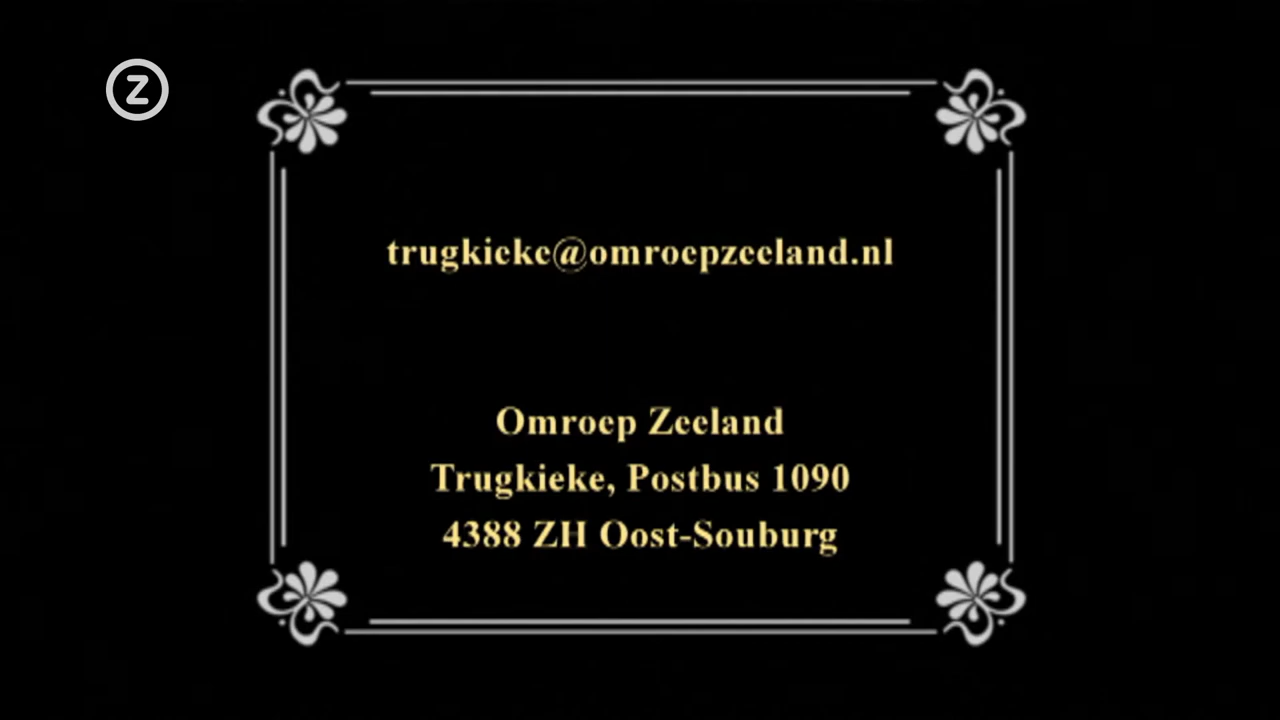 Z
trugkieke@omroepzeeland.nl
Omroep Zeeland
Trugkieke, Postbus 1090
4388 ZH Oost-Souburg